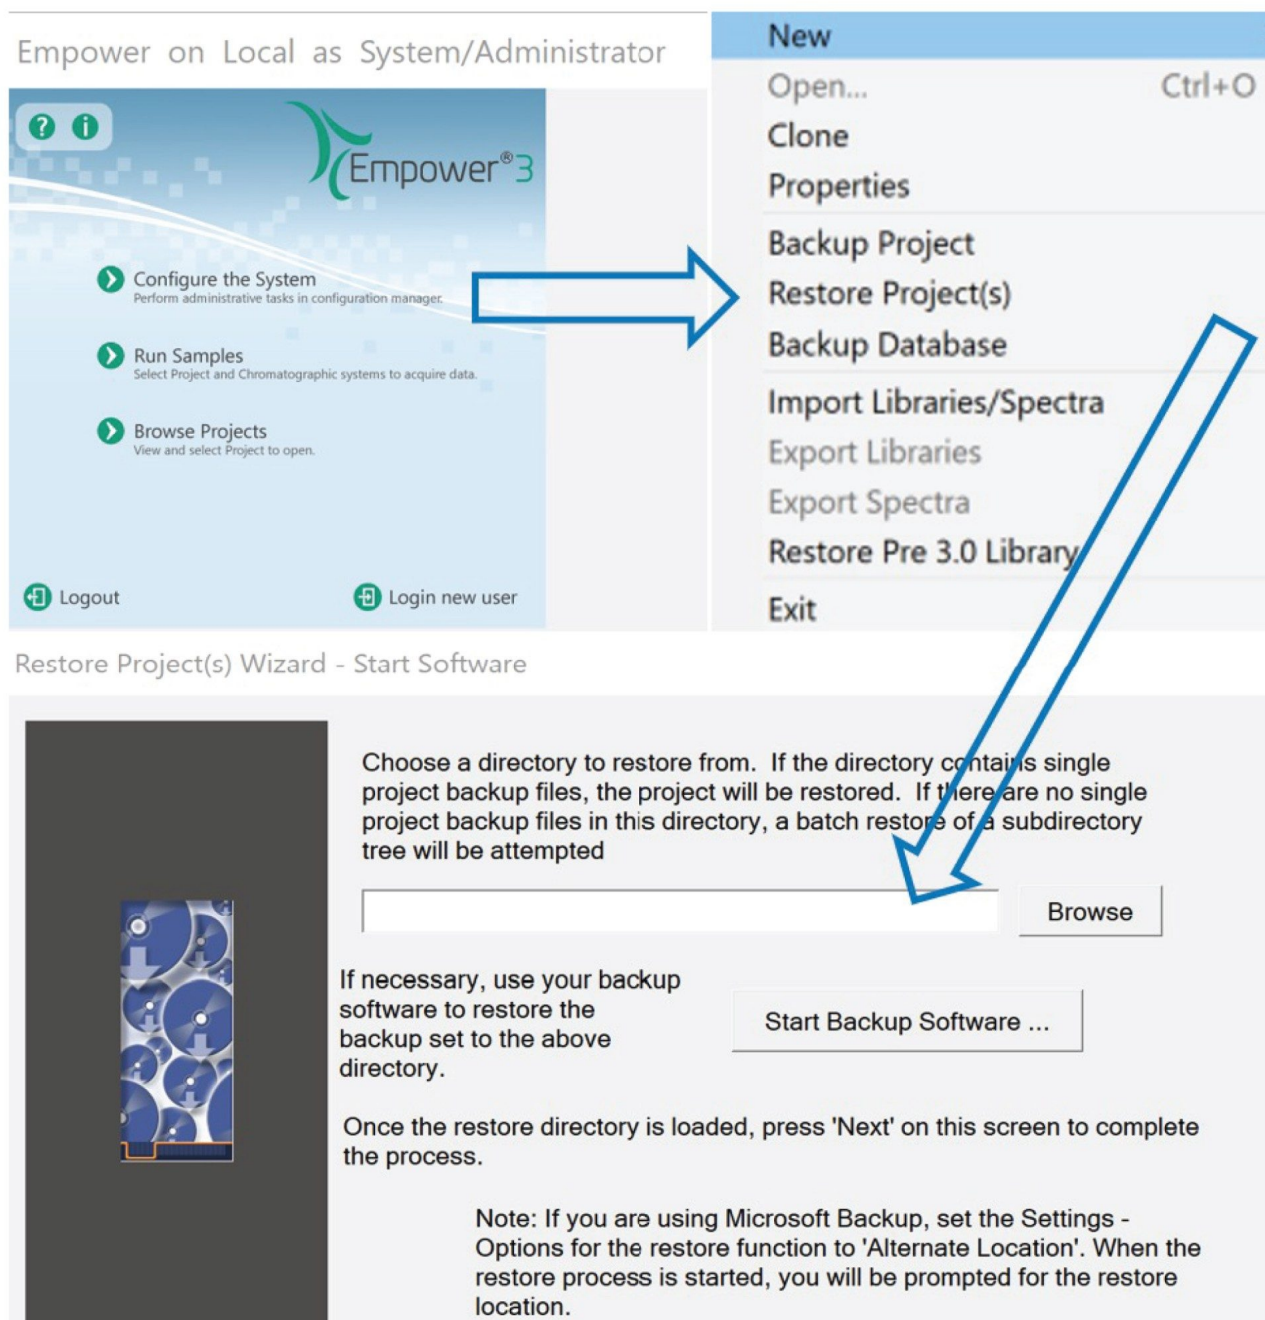 Empower on Local as System/Administrator
? i
Empower®3
Configure the System
Perform administrative tasks in configuration manager.
Run Samples
Select Project and Chromatographic systems to acquire data.
Browse Projects
View and select Project to open.
Logout
Login new user
New
Open... Ctrl+O
Clone
Properties
Backup Project
Restore Project(s)
Backup Database
Import Libraries/Spectra
Export Libraries
Export Spectra
Restore Pre 3.0 Library
Exit
Restore Project(s) Wizard - Start Software
Choose a directory to restore from. If the directory contains single
project backup files, the project will be restored. If there are no single
project backup files in this directory, a batch restore of a subdirectory
tree will be attempted
Browse
If necessary, use your backup
software to restore the
backup set to the above
directory.
Start Backup Software ...
Once the restore directory is loaded, press 'Next' on this screen to complete
the process.
Note: If you are using Microsoft Backup, set the Settings -
Options for the restore function to 'Alternate Location'. When the
restore process is started, you will be prompted for the restore
location.